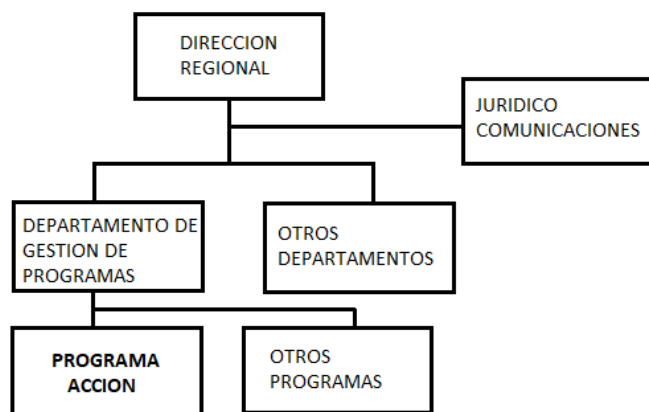 DIRECCION
REGIONAL
JURIDICO
COMUNICACIONES
DEPARTAMENTO DE
GESTION DE
PROGRAMAS
OTROS
DEPARTAMENTOS
PROGRAMA
ACCION
OTROS
PROGRAMAS